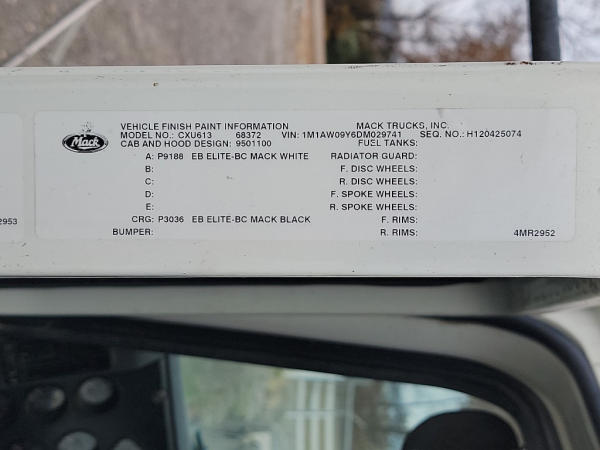 Mack
VEHICLE FINISH PAINT INFORMATION MACK TRUCKS, INC.
MODEL NO.: CXU613 68372 VIN: 1M1AW09Y6DM029741 SEQ. NO.: H120425074
CAB AND HOOD DESIGN: 9501100 FUEL TANKS:
A: P9188 EB ELITE-BC MACK WHITE RADIATOR GUARD:
B: F. DISC WHEELS:
C: R. DISC WHEELS:
D: F. SPOKE WHEELS:
E: R. SPOKE WHEELS:
CRG: P3036 EB ELITE-BC MACK BLACK F. RIMS:
BUMPER: R. RIMS: 4MR2952
2953